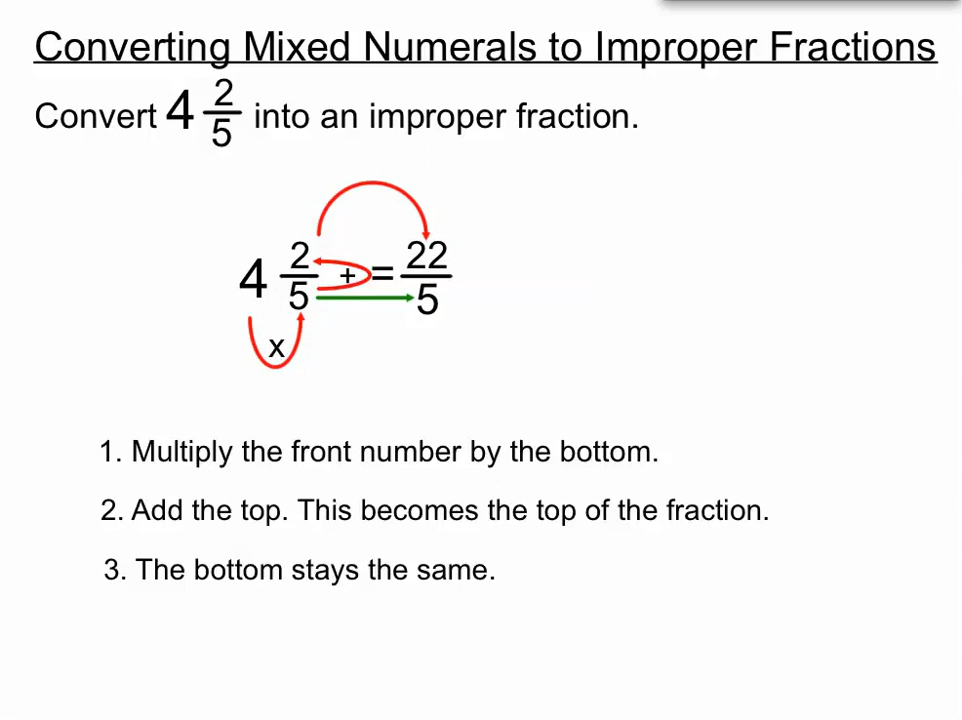 Converting Mixed Numerals to Improper Fractions
Convert 4 2/5 into an improper fraction.
4 2/5 + = 22/5
x
1. Multiply the front number by the bottom.
2. Add the top. This becomes the top of the fraction.
3. The bottom stays the same.